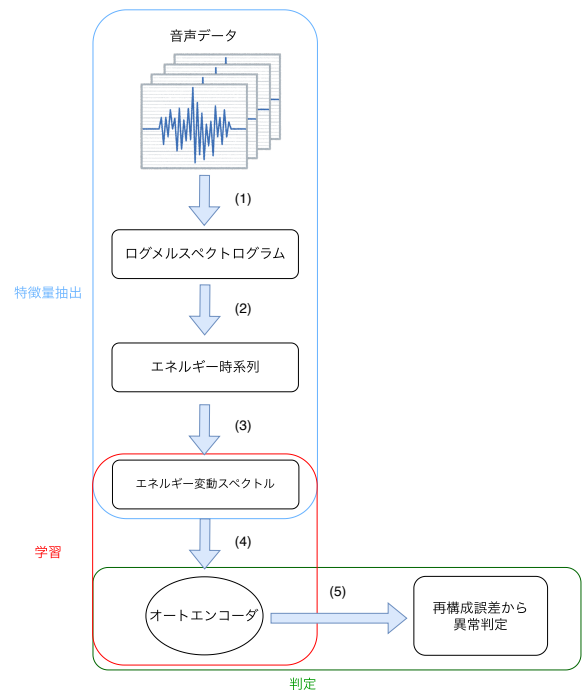 音声データ
(1)
ログメルスペクトログラム
特徴量抽出
(2)
エネルギー時系列
(3)
エネルギー変動スペクトル
学習
(4)
オートエンコーダ
(5)
再構成誤差から
異常判定
判定